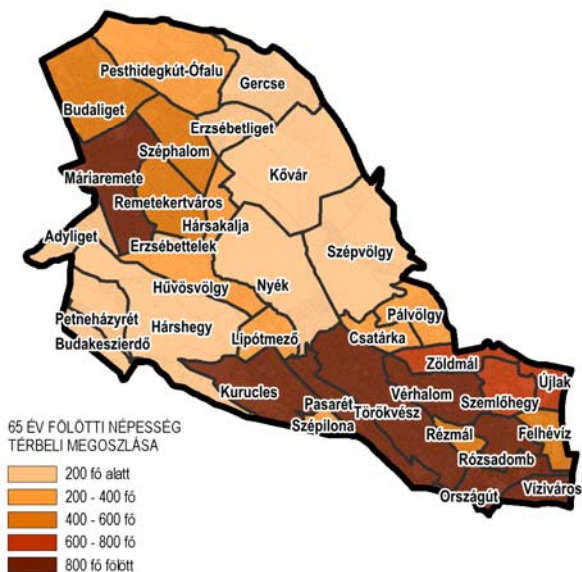 Pesthidegkút-Ófalu
Gercse
Budaliget
Erzsébetliget
Széphalom
Kővár
Máriaremete
Remetekertváros
Hársakalja
Adyliget
Erzsébettelek
Szépvölgy
Hűvösvölgy
Nyék
Petneházyrét
Hárshegy
Pálvölgy
Budakeszierdő
Lipótmező
Csatárka
Zöldmál
Kurucles
Vérhalom
Újlak
Pasarét
Szemlőhegy
Törökvész
Szépilona
Rézmál
Felhévíz
Rózsadomb
Országút
Víziváros
65 ÉV FÖLÖTTI NÉPESSÉG
TÉRBELI MEGOSZLÁSA
200 fő alatt
200 - 400 fő
400 - 600 fő
600 - 800 fő
800 fő fölött